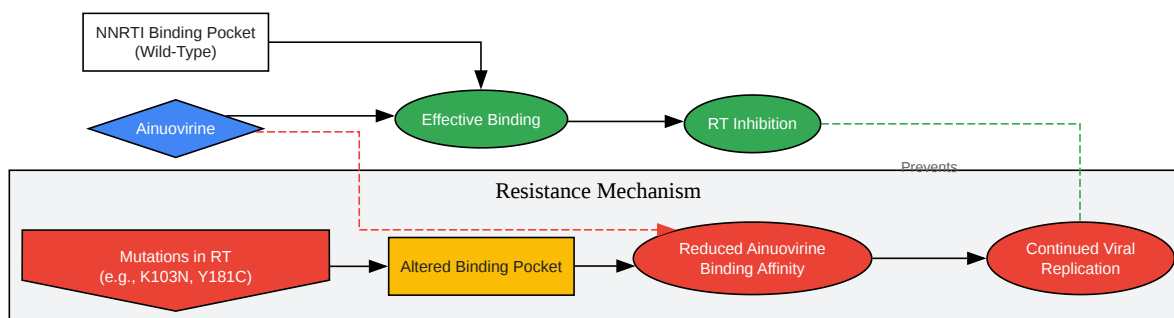 NNRTI Binding Pocket
(Wild-Type)
Ainuovirine
Effective Binding
RT Inhibition
Prevents
Resistance Mechanism
Mutations in RT
(e.g., K103N, Y181C)
Altered Binding Pocket
Reduced Ainuovirine
Binding Affinity
Continued Viral
Replication